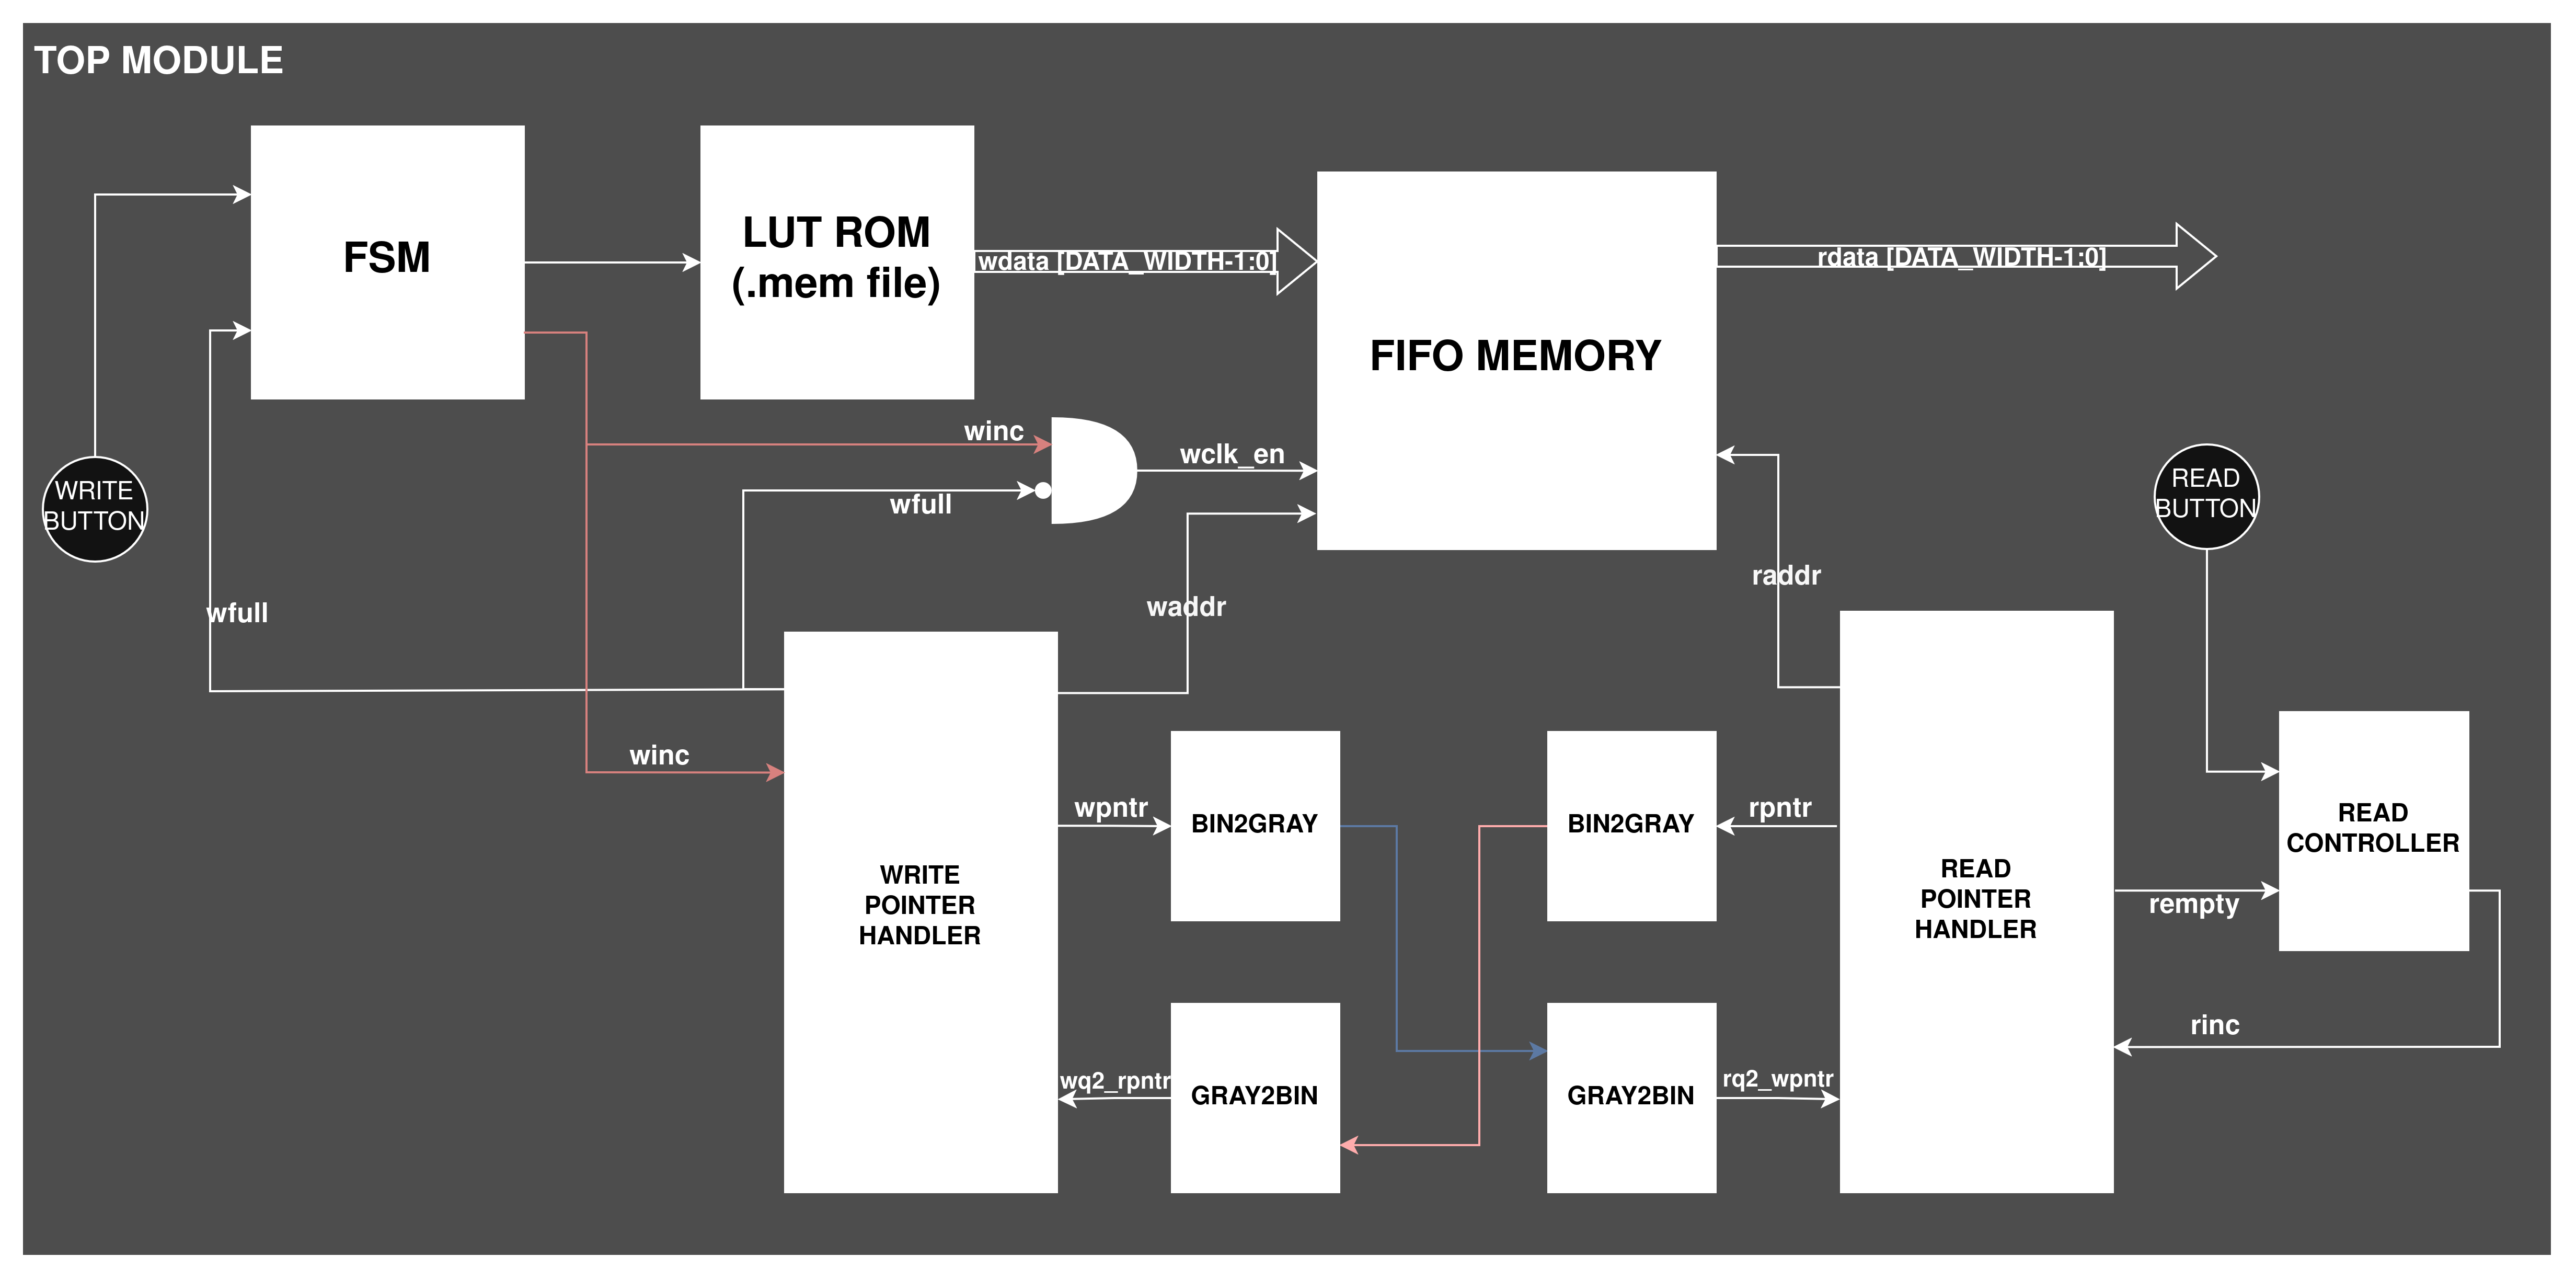 TOP MODULE
FSM
LUT ROM
(.mem file)
wdata [DATA_WIDTH-1:0]
FIFO MEMORY
rdata [DATA_WIDTH-1:0]
winc
wclk_en
wfull
WRITE
BUTTON
READ
BUTTON
wfull
waddr
raddr
winc
wpntr
BIN2GRAY
BIN2GRAY
rpntr
WRITE
POINTER
HANDLER
READ
POINTER
HANDLER
READ
CONTROLLER
rempty
rinc
wq2_rpntr
GRAY2BIN
GRAY2BIN
rq2_wpntr